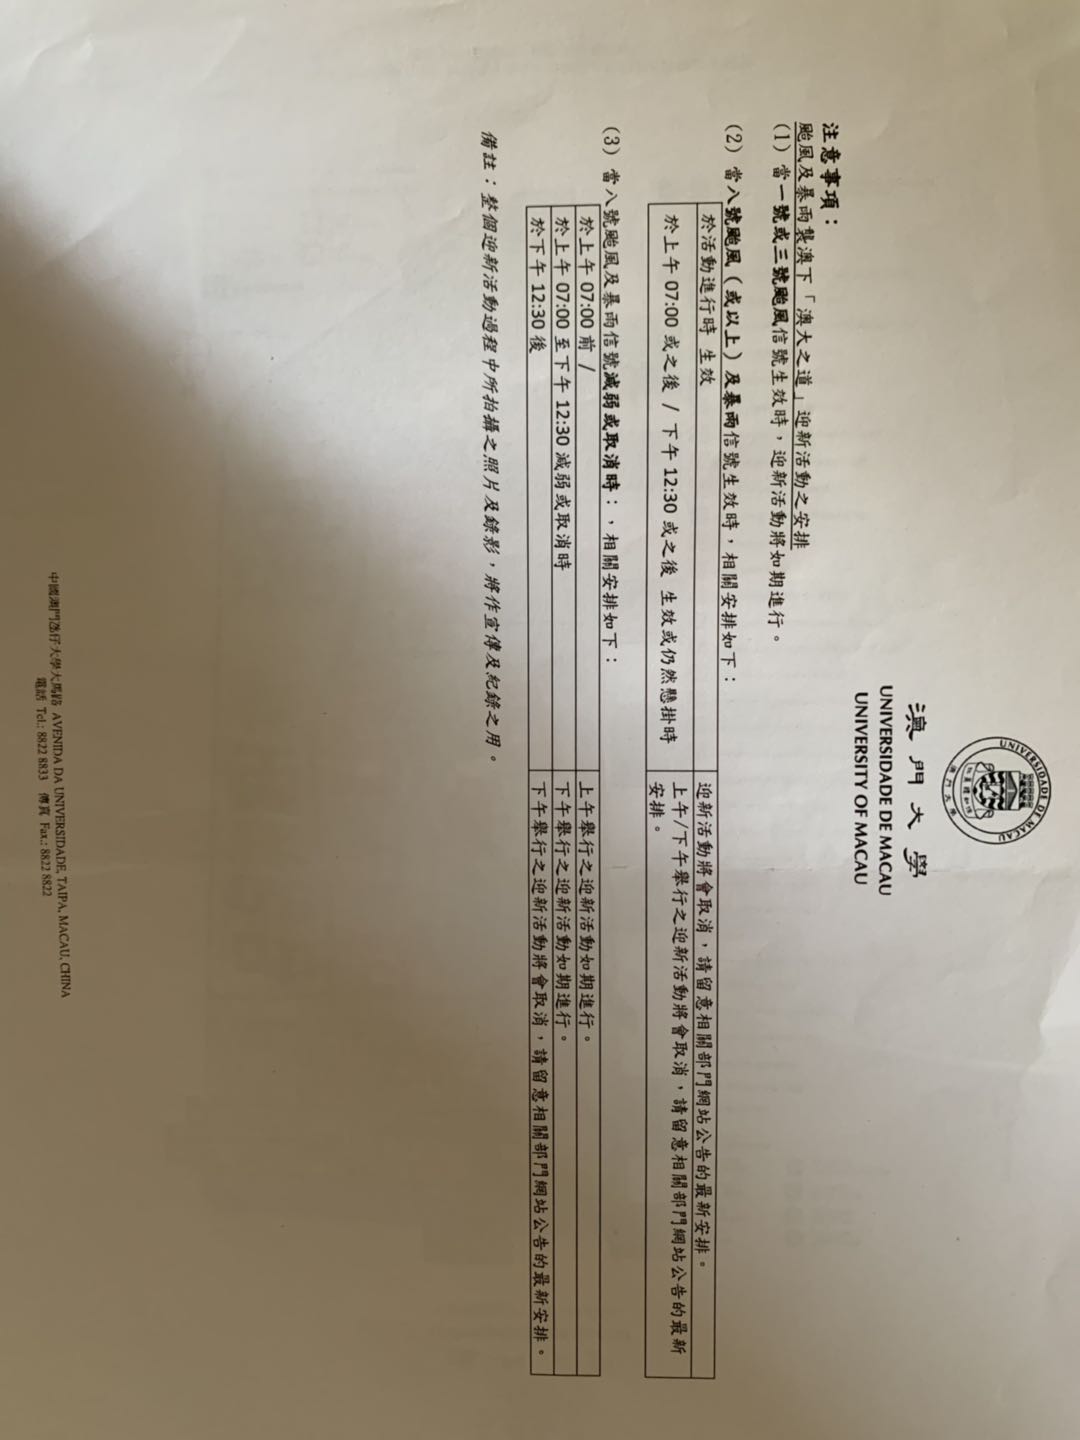 UNIVERSIDADE DE MACAU
澳門大學
澳門大學
UNIVERSIDADE DE MACAU
UNIVERSITY OF MACAU
注意事項：
颱風及暴雨襲澳下「澳大之道」迎新活動之安排
(1) 當一號或三號颱風信號生效時，迎新活動將如期進行。
(2) 當八號颱風（或以上）及暴雨信號生效時，相關安排如下：
於活動進行時 生效
迎新活動將會取消，請留意相關部門網站公告的最新安排。
於上午 07:00 或之後 / 下午 12:30 或之後 生效或仍然懸掛時
上午/下午舉行之迎新活動將會取消，請留意相關部門網站公告的最新
安排。
(3) 當八號颱風及暴雨信號減弱或取消時：，相關安排如下：
於上午 07:00 前 /
上午舉行之迎新活動如期進行。
於上午 07:00 至下午 12:30 減弱或取消時
下午舉行之迎新活動如期進行。
於下午 12:30 後
下午舉行之迎新活動將會取消，請留意相關部門網站公告的最新安排。
備註：整個迎新活動過程中所拍攝之照片及錄影，將作宣傳及紀錄之用。
中國澳門氹仔大學大馬路 AVENIDA DA UNIVERSIDADE, TAIPA, MACAU, CHINA
電話 Tel.: 8822 8833 傳真 Fax.: 8822 8822